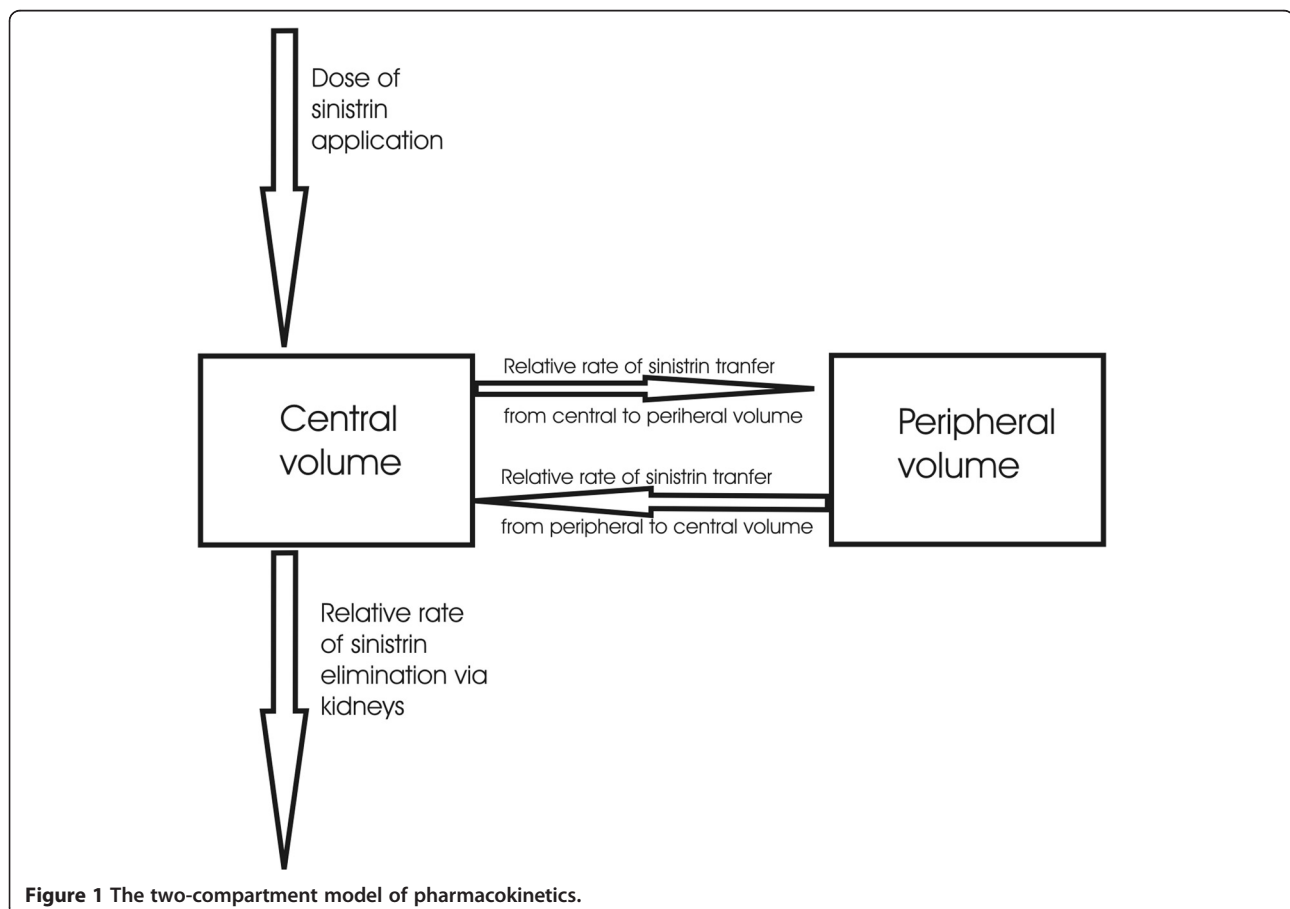 Dose of
sinistrin
application
Relative rate of sinistrin tranfer
from central to periheral volume
Central
volume
Peripheral
volume
Relative rate of sinistrin tranfer
from peripheral to central volume
Relative rate
of sinistrin
elimination via
kidneys
Figure 1 The two-compartment model of pharmacokinetics.